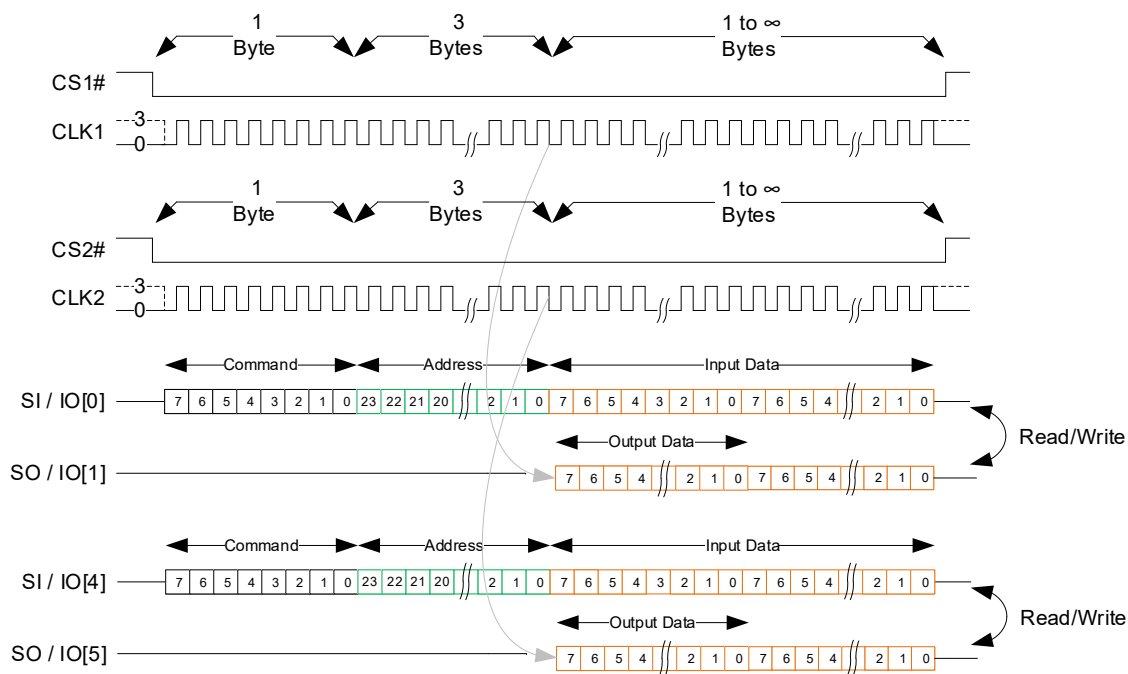 1 Byte 3 Bytes 1 to ∞ Bytes
CS1#
CLK1 3 0
1 Byte 3 Bytes 1 to ∞ Bytes
CS2#
CLK2 3 0
Command Address Input Data
SI / IO[0] 7 6 5 4 3 2 1 0 23 22 21 20 2 1 0 7 6 5 4 3 2 1 0 7 6 5 4 2 1 0
Read/Write
Output Data
SO / IO[1] 7 6 5 4 2 1 0 7 6 5 4 2 1 0
Command Address Input Data
SI / IO[4] 7 6 5 4 3 2 1 0 23 22 21 20 2 1 0 7 6 5 4 3 2 1 0 7 6 5 4 2 1 0
Read/Write
Output Data
SO / IO[5] 7 6 5 4 2 1 0 7 6 5 4 2 1 0